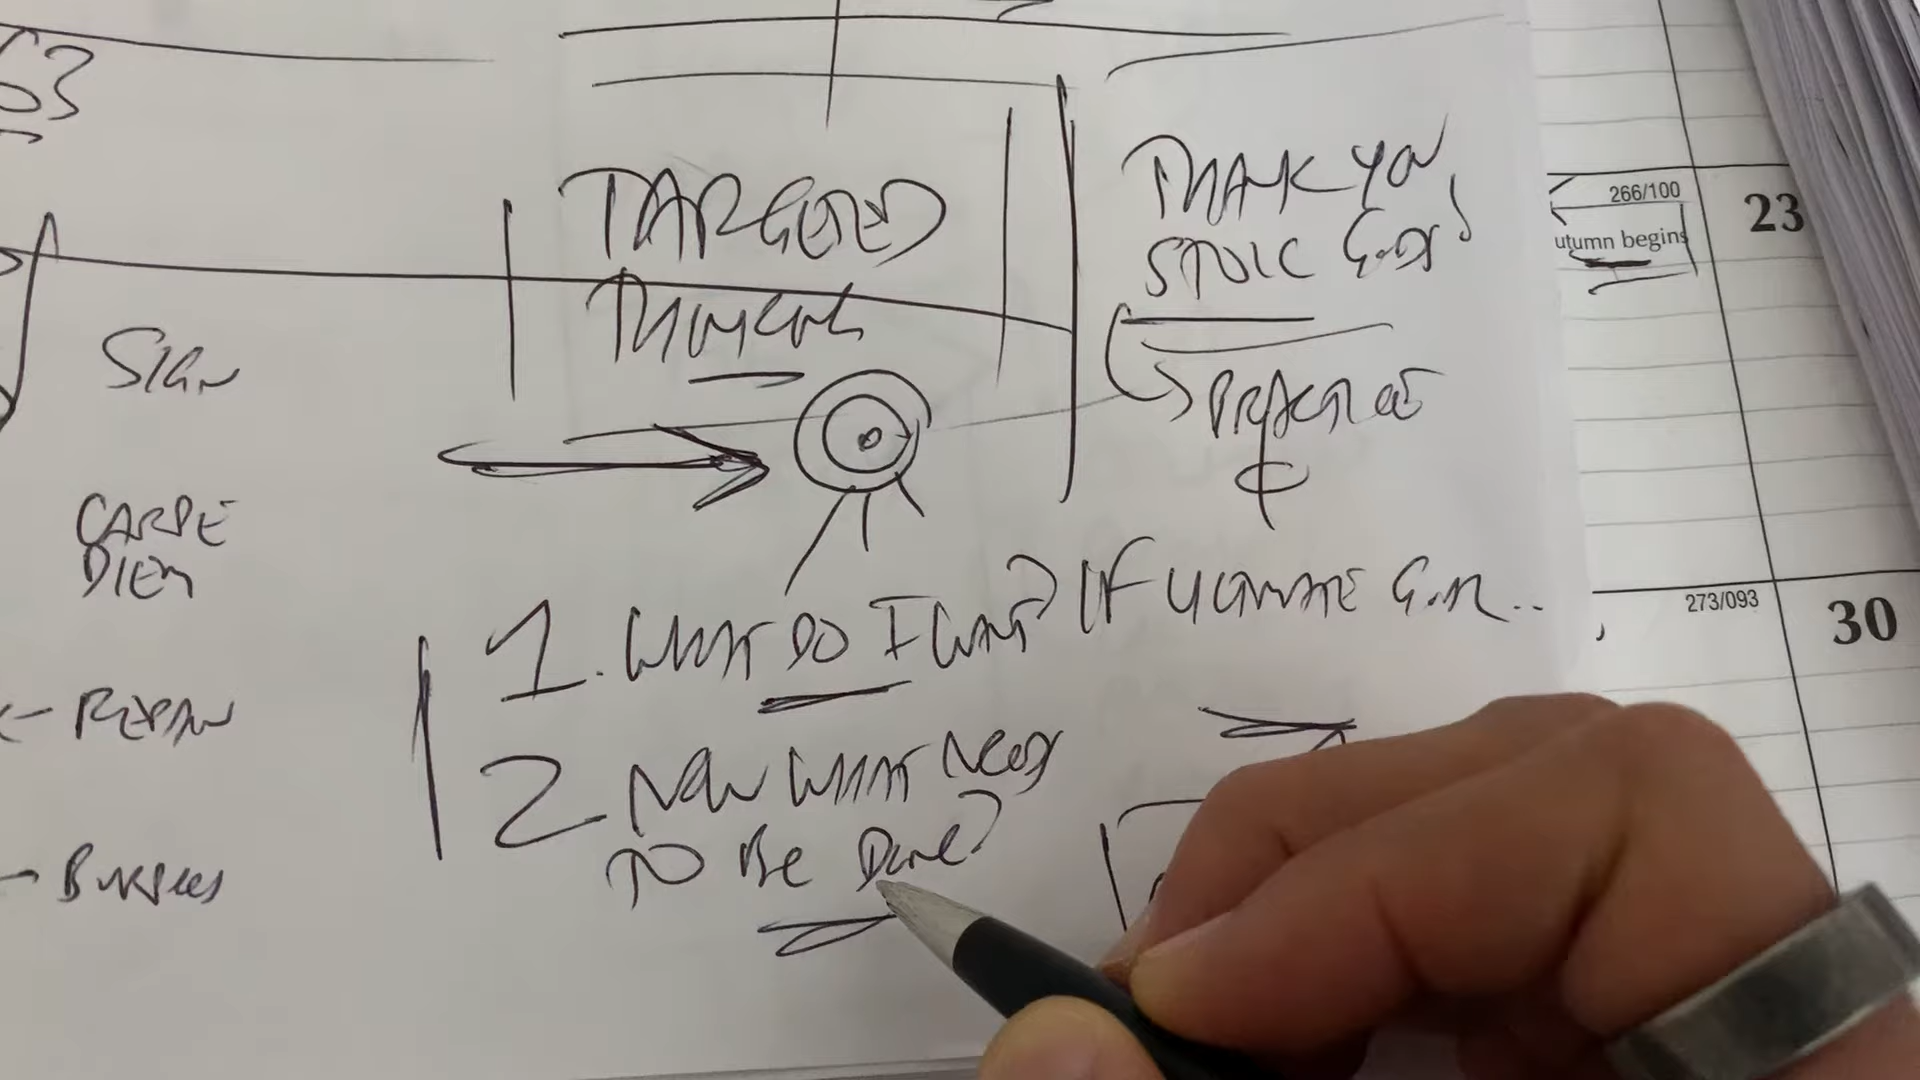 63
TARGETED
THINKING
THANK YOU
STOIC GODS!
SIGN
CARPE
DIEM
1. WHAT DO I WANT? IF ULTIMATE GOAL..
2. NOW WHAT NEEDS
TO BE DONE?
266/100
utumn begins
23
273/093
30